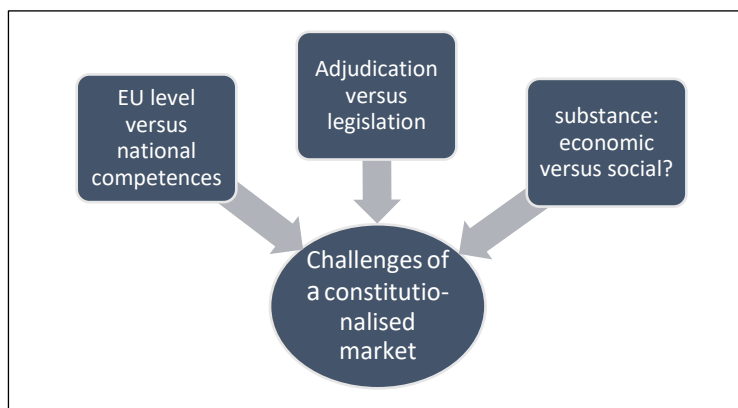 EU level
versus
national
competences
Adjudication
versus
legislation
substance:
economic
versus social?
Challenges of
a constitutio-
nalised
market